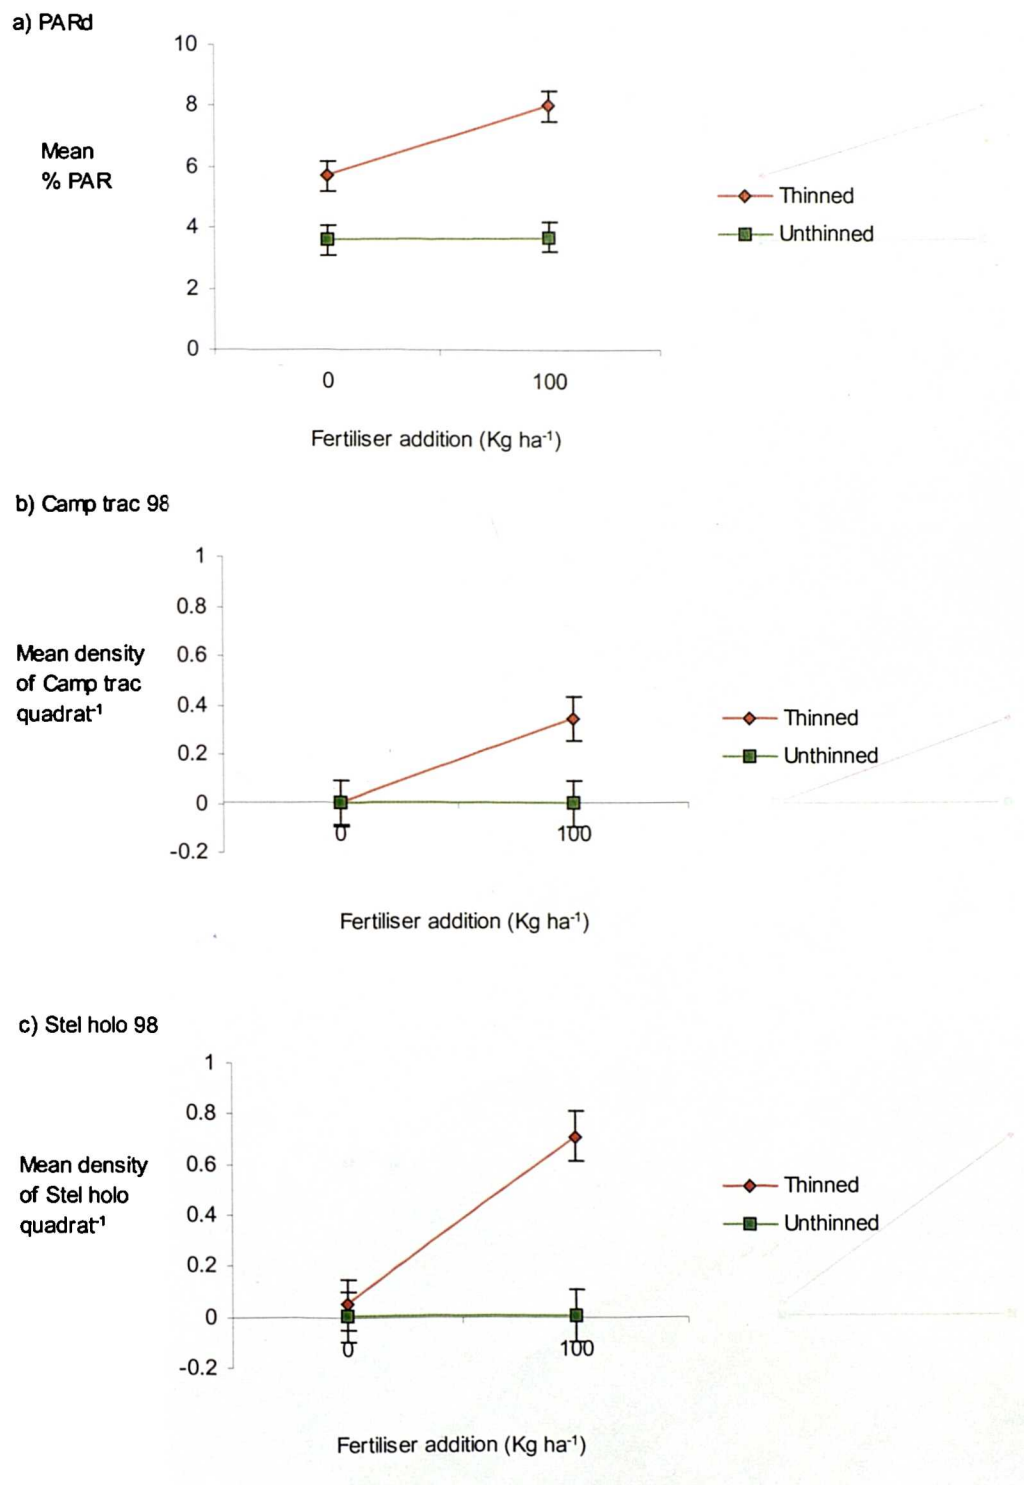 a) PARd
10
8
6
4
2
0
Mean
% PAR
0 100
Fertiliser addition (Kg ha⁻¹)
Thinned
Unthinned
b) Camp trac 98
1
0.8
0.6
0.4
0.2
0
-0.2
Mean density
of Camp trac
quadrat⁻¹
0 100
Fertiliser addition (Kg ha⁻¹)
Thinned
Unthinned
c) Stel holo 98
1
0.8
0.6
0.4
0.2
0
-0.2
Mean density
of Stel holo
quadrat⁻¹
0 100
Fertiliser addition (Kg ha⁻¹)
Thinned
Unthinned